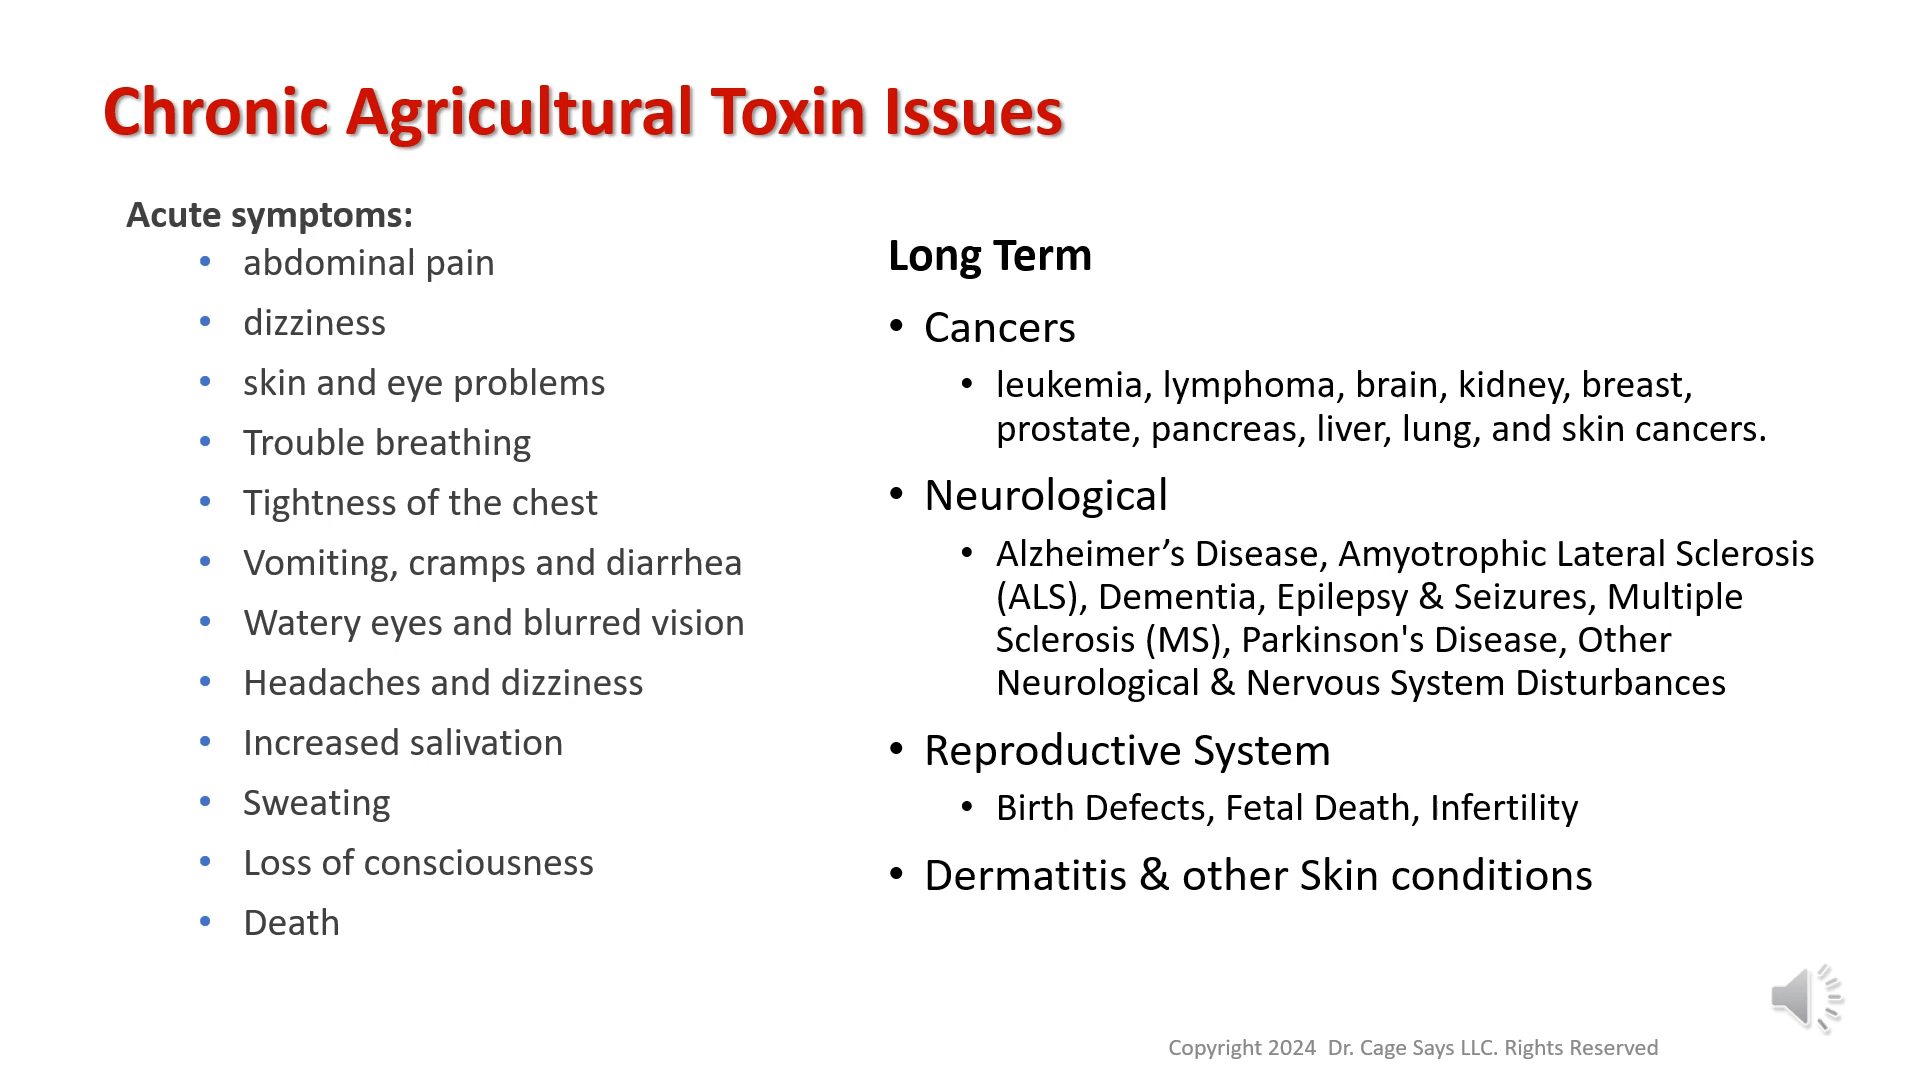 Chronic Agricultural Toxin Issues
Acute symptoms:
• abdominal pain
• dizziness
• skin and eye problems
• Trouble breathing
• Tightness of the chest
• Vomiting, cramps and diarrhea
• Watery eyes and blurred vision
• Headaches and dizziness
• Increased salivation
• Sweating
• Loss of consciousness
• Death
Long Term
• Cancers
• leukemia, lymphoma, brain, kidney, breast,
prostate, pancreas, liver, lung, and skin cancers.
• Neurological
• Alzheimer’s Disease, Amyotrophic Lateral Sclerosis
(ALS), Dementia, Epilepsy & Seizures, Multiple
Sclerosis (MS), Parkinson's Disease, Other
Neurological & Nervous System Disturbances
• Reproductive System
• Birth Defects, Fetal Death, Infertility
• Dermatitis & other Skin conditions
Copyright 2024 Dr. Cage Says LLC. Rights Reserved